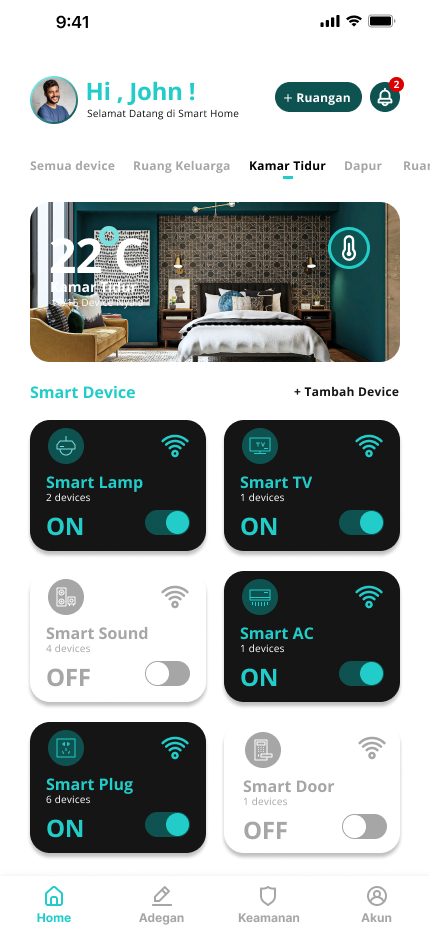 9:41
Hi , John !
Selamat Datang di Smart Home
+ Ruangan
2
Semua device
Ruang Keluarga
Kamar Tidur
Dapur
22 C
Kamar Tidur
Smart Device
+ Tambah Device
Smart Lamp
2 devices
ON
TV
Smart TV
1 devices
ON
Smart Sound
4 devices
OFF
Smart AC
1 devices
ON
Smart Plug
6 devices
ON
Smart Door
1 devices
OFF
Home
Adegan
Keamanan
Akun